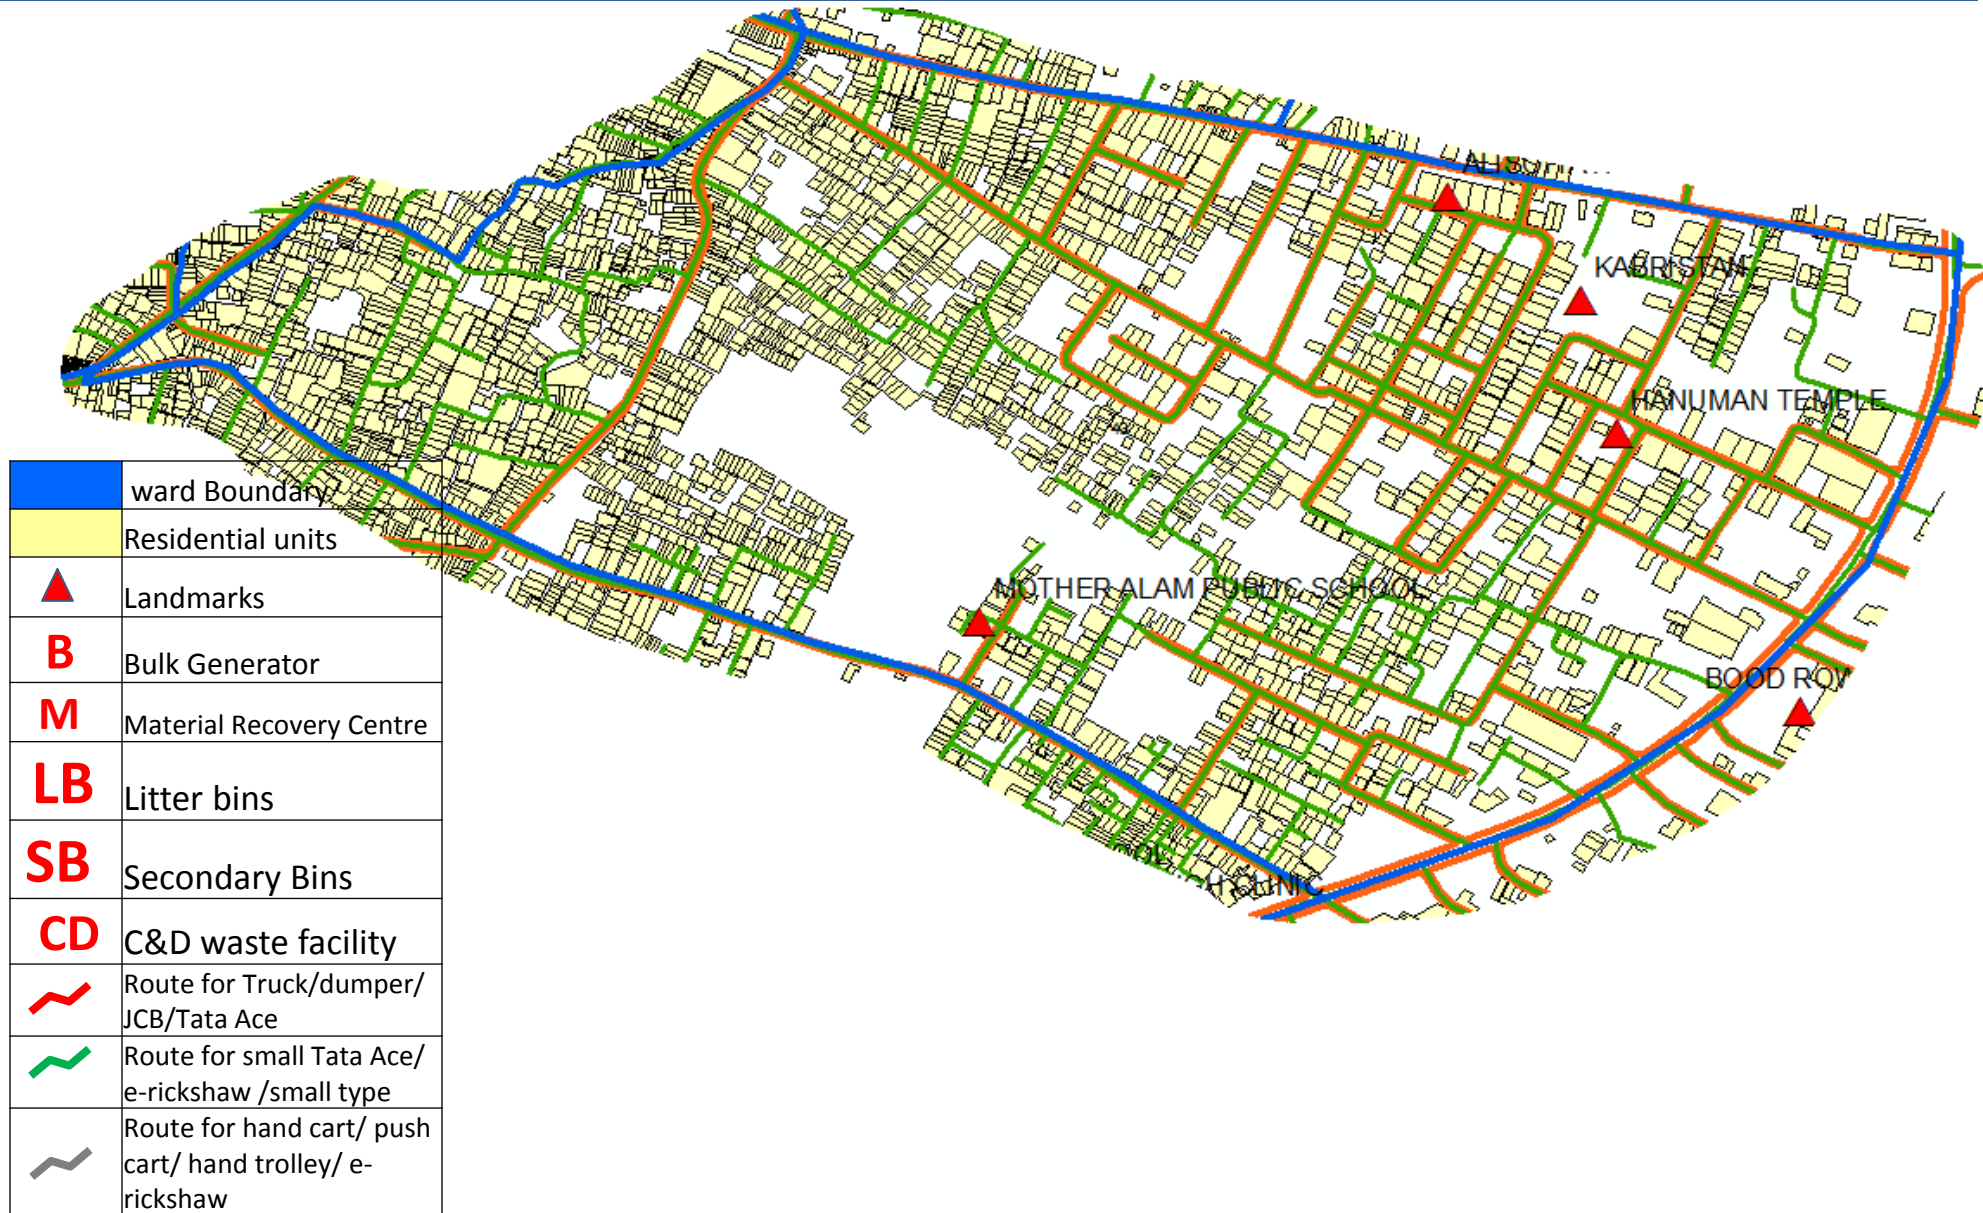 KABRISTAN
HANUMAN TEMPLE
MOTHER ALAM PUBLIC SCHOOL
BOOD ROW
CLINIC
ward Boundary
Residential units
Landmarks
B Bulk Generator
M Material Recovery Centre
LB Litter bins
SB Secondary Bins
CD C&D waste facility
Route for Truck/dumper/
JCB/Tata Ace
Route for small Tata Ace/
e-rickshaw /small type
Route for hand cart/ push
cart/ hand trolley/ e-
rickshaw